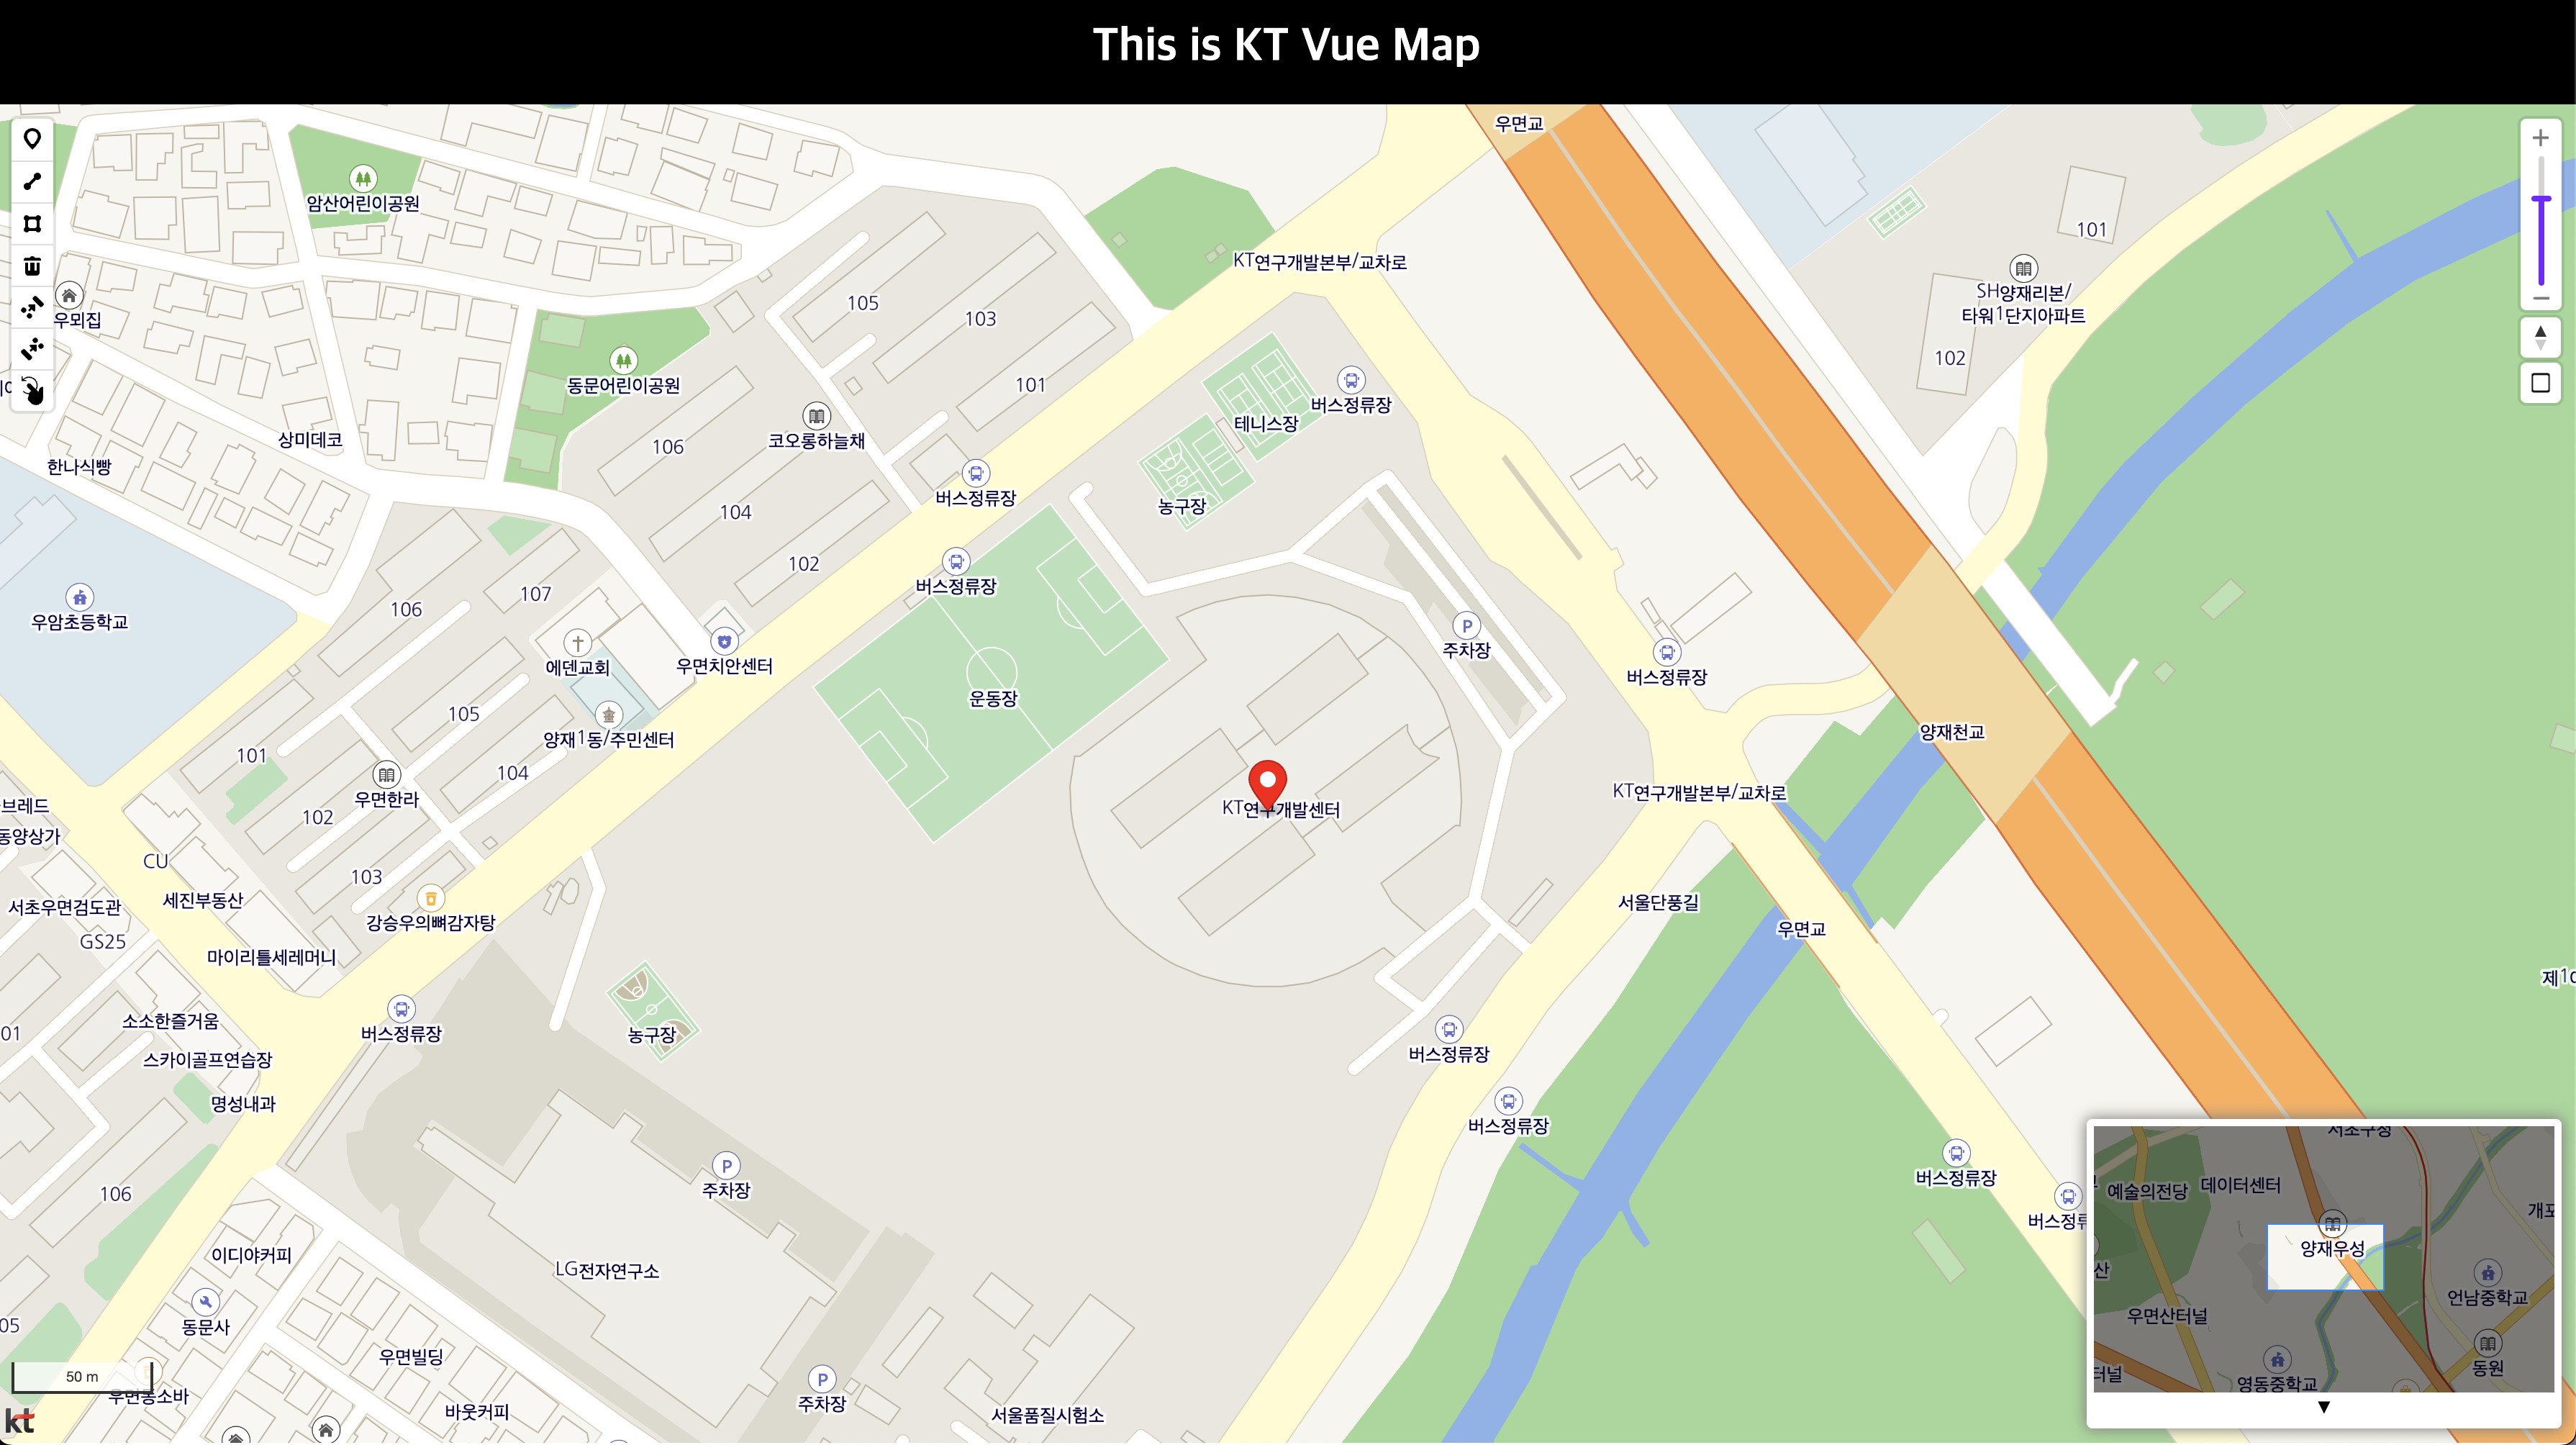 This is KT Vue Map
우면교
암산어린이공원
101
KT연구개발본부/교차로
SH양재리본/
타워1단지아파트
105
103
우뫼집
102
동문어린이공원
101
버스정류장
테니스장
코오롱하늘채
106
상미데코
한나식빵
버스정류장
농구장
104
102
버스정류장
107
106
우암초등학교
에덴교회
우면치안센터
주차장
버스정류장
운동장
105
양재1동/주민센터
양재천교
101
104
우면한라
KT연구개발센터
KT연구개발본부/교차로
브레드
102
동양상가
CU
103
세진부동산
서울단풍길
서초우면검도관
강승우의뼈감자탕
우면교
GS25
마이리틀세레머니
제1
소소한즐거움
버스정류장
농구장
01
버스정류장
스카이골프연습장
명성내과
버스정류장
서초구청
버스정류장
주차장
106
예술의전당
데이터센터
개포
버스정류
양재우성
이디야커피
LG전자연구소
산
언남중학교
우면산터널
동문사
05
우면빌딩
50 m
터널
영동중학교
동원
우면동소바
주차장
바웃커피
서울품질시험소
kt